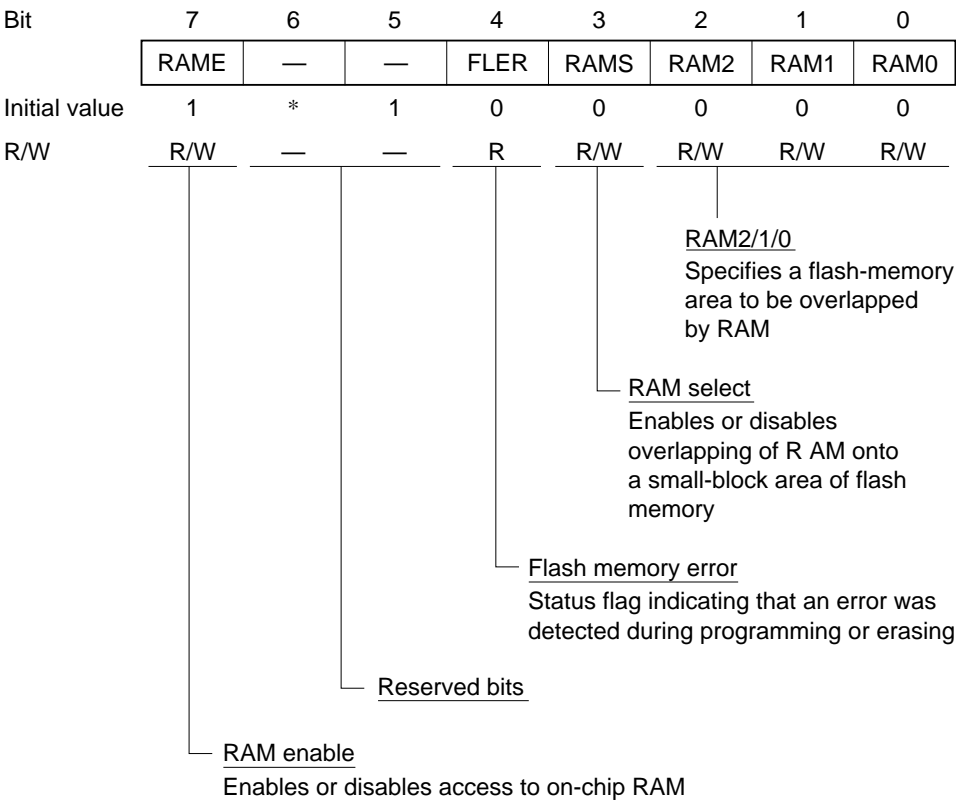 Bit 7 6 5 4 3 2 1 0
RAME — — FLER RAMS RAM2 RAM1 RAM0
Initial value 1 * 1 0 0 0 0 0
R/W R/W — — R R/W R/W R/W R/W
RAM2/1/0
Specifies a flash-memory
area to be overlapped
by RAM
RAM select
Enables or disables
overlapping of R AM onto
a small-block area of flash
memory
Flash memory error
Status flag indicating that an error was
detected during programming or erasing
Reserved bits
RAM enable
Enables or disables access to on-chip RAM